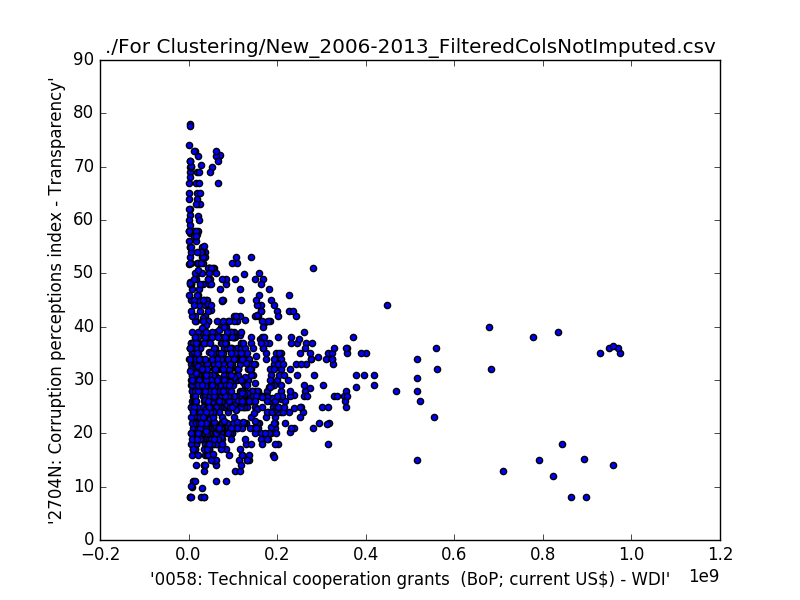 ./For Clustering/New_2006-2013_FilteredColsNotImputed.csv
90
80
70
60
50
40
30
20
10
0
'2704N: Corruption perceptions index - Transparency'
−0.2 0.0 0.2 0.4 0.6 0.8 1.0 1.2
1e9
'0058: Technical cooperation grants (BoP; current US$) - WDI'